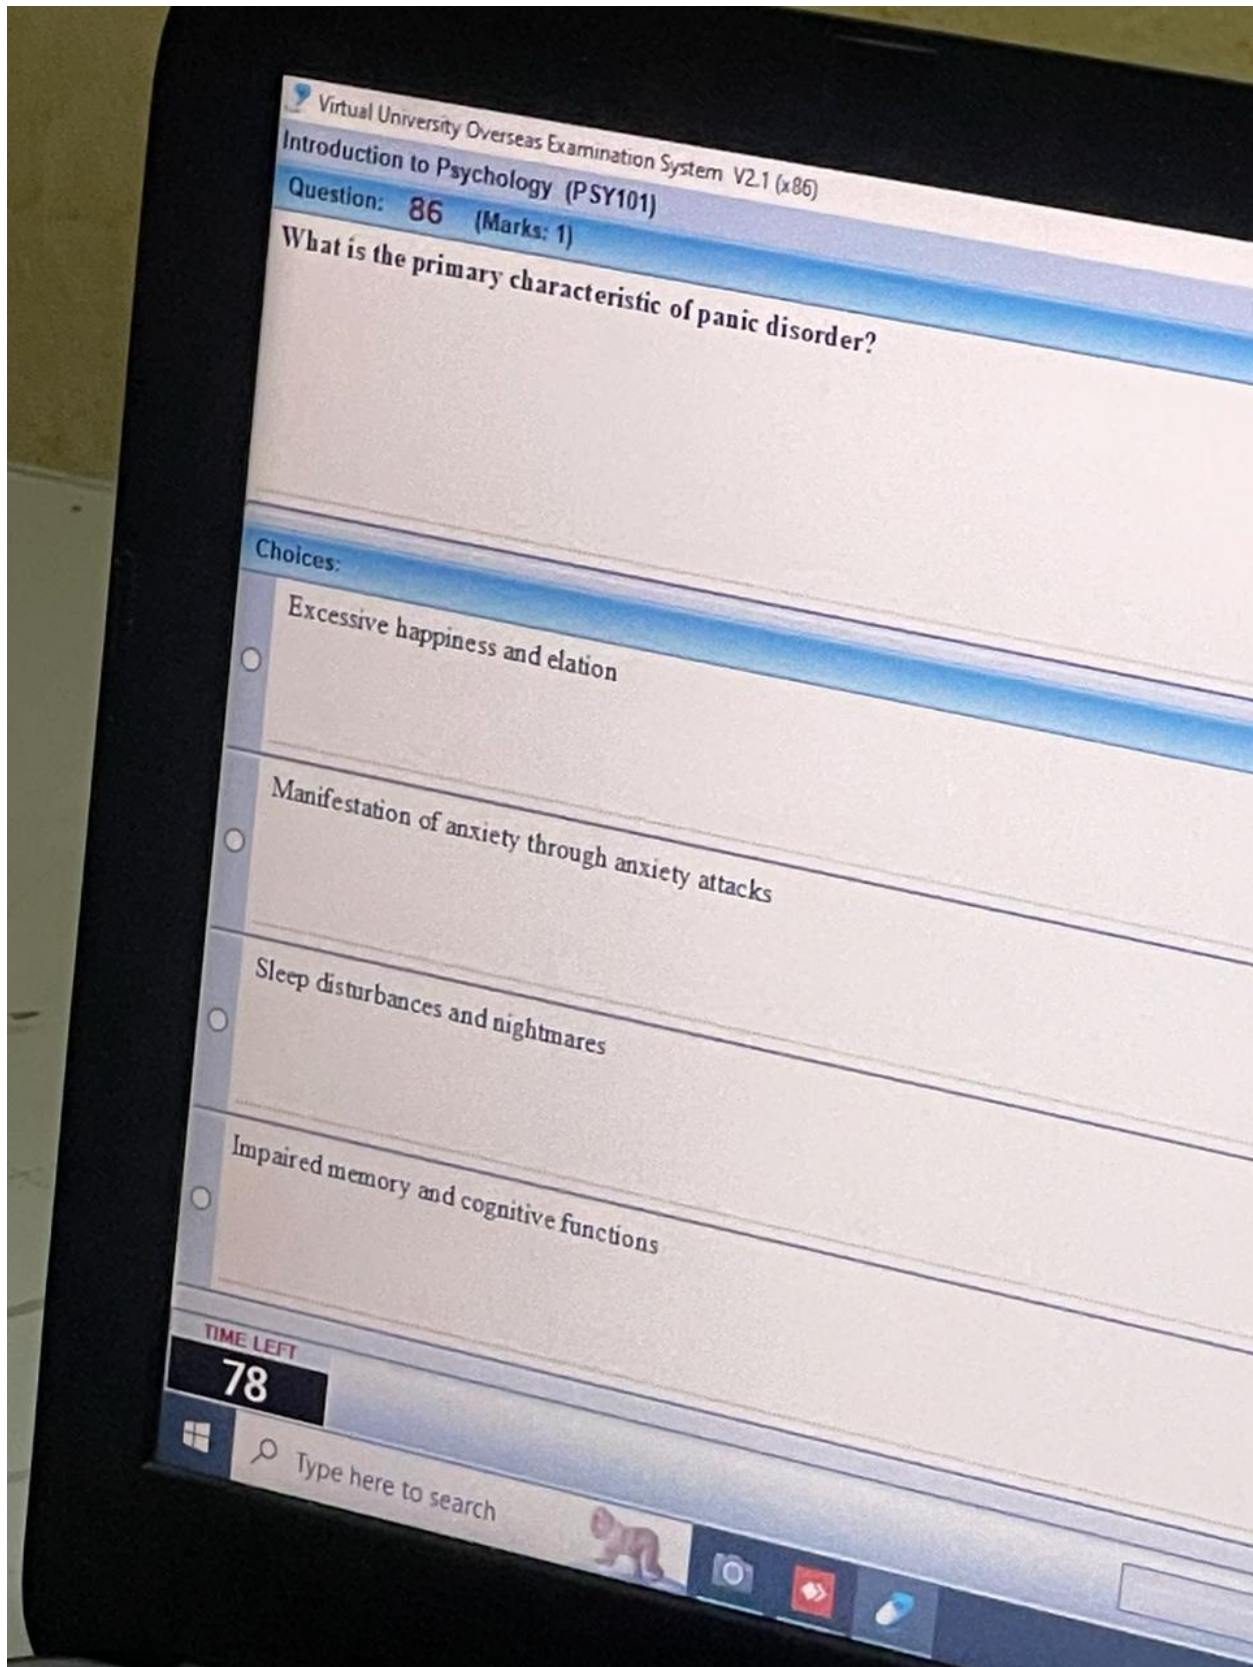 Virtual University Overseas Examination System V2.1 (x86)
Introduction to Psychology (PSY101)
Question: 86 (Marks: 1)
What is the primary characteristic of panic disorder?
Choices:
Excessive happiness and elation
Manifestation of anxiety through anxiety attacks
Sleep disturbances and nightmares
Impaired memory and cognitive functions
TIME LEFT
78
Type here to search